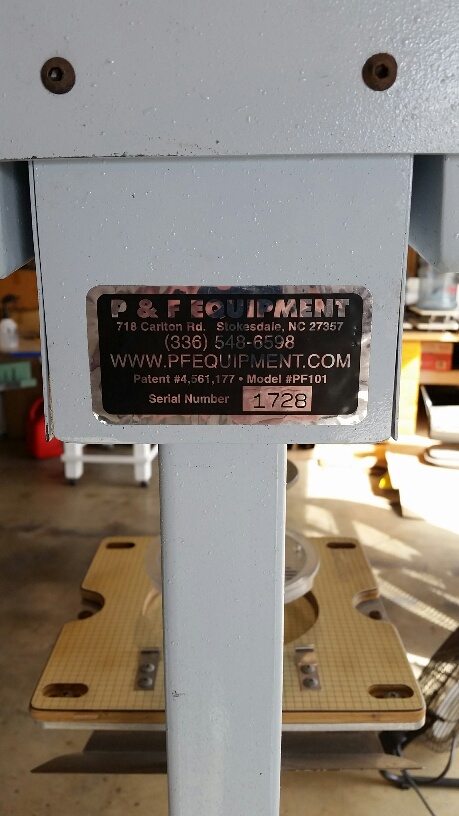 P & F EQUIPMENT
718 Carlton Rd. Stokesdale, NC 27357
(336) 548-6598
WWW.PFEQUIPMENT.COM
Patent #4,561,177 • Model #PF101
Serial Number 1728